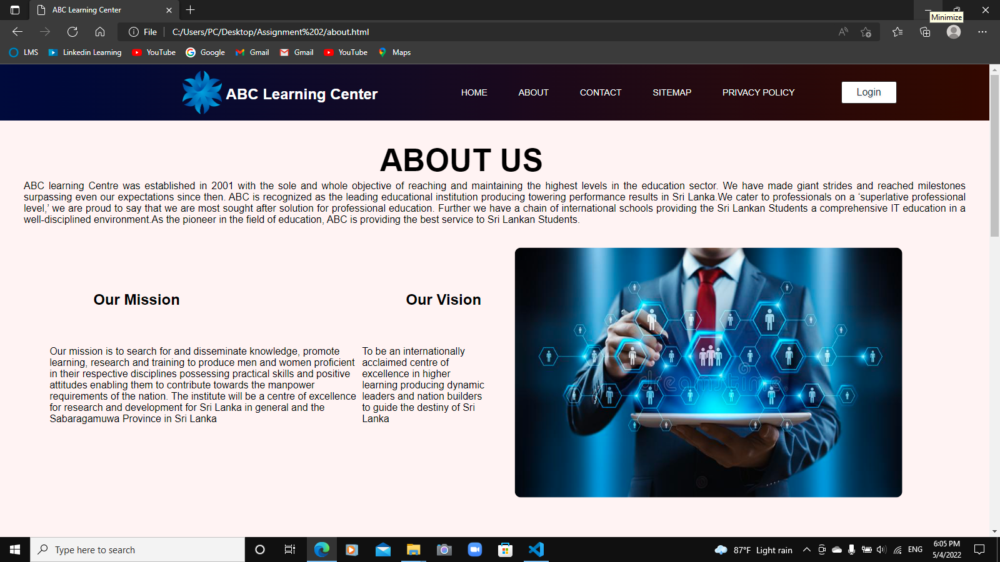 ABC Learning Center
Minimize
File
C:/Users/PC/Desktop/Assignment%202/about.html
LMS
Linkedin Learning
YouTube
Google
Gmail
Gmail
YouTube
Maps
ABC Learning Center
HOME
ABOUT
CONTACT
SITEMAP
PRIVACY POLICY
Login
ABOUT US
ABC learning Centre was established in 2001 with the sole and whole objective of reaching and maintaining the highest levels in the education sector. We have made giant strides and reached milestones
surpassing even our expectations since then. ABC is recognized as the leading educational institution producing towering performance results in Sri Lanka.We cater to professionals on a ‘superlative professional
level,’ we are proud to say that we are most sought after solution for professional education. Further we have a chain of international schools providing the Sri Lankan Students a comprehensive IT education in a
well-disciplined environment.As the pioneer in the field of education, ABC is providing the best service to Sri Lankan Students.
Our Mission
Our mission is to search for and disseminate knowledge, promote
learning, research and training to produce men and women proficient
in their respective disciplines possessing practical skills and positive
attitudes enabling them to contribute towards the manpower
requirements of the nation. The institute will be a centre of excellence
for research and development for Sri Lanka in general and the
Sabaragamuwa Province in Sri Lanka
Our Vision
To be an internationally
acclaimed centre of
excellence in higher
learning producing dynamic
leaders and nation builders
to guide the destiny of Sri
Lanka
dreamstime
Type here to search
87°F Light rain
ENG
6:05 PM
5/4/2022